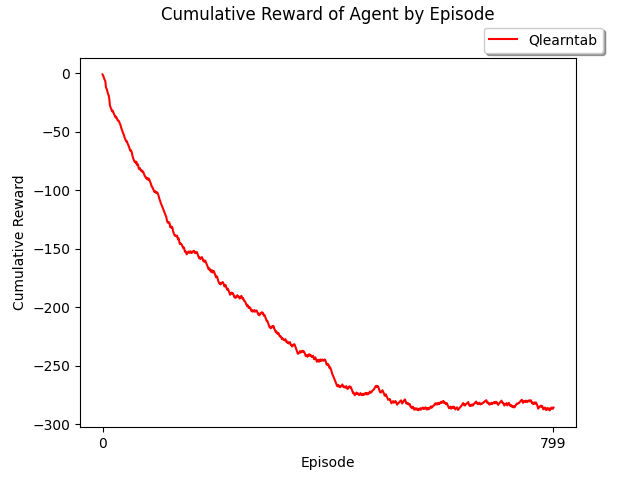 Cumulative Reward of Agent by Episode
Qlearntab
0
−50
−100
−150
−200
−250
−300
Cumulative Reward
0
799
Episode